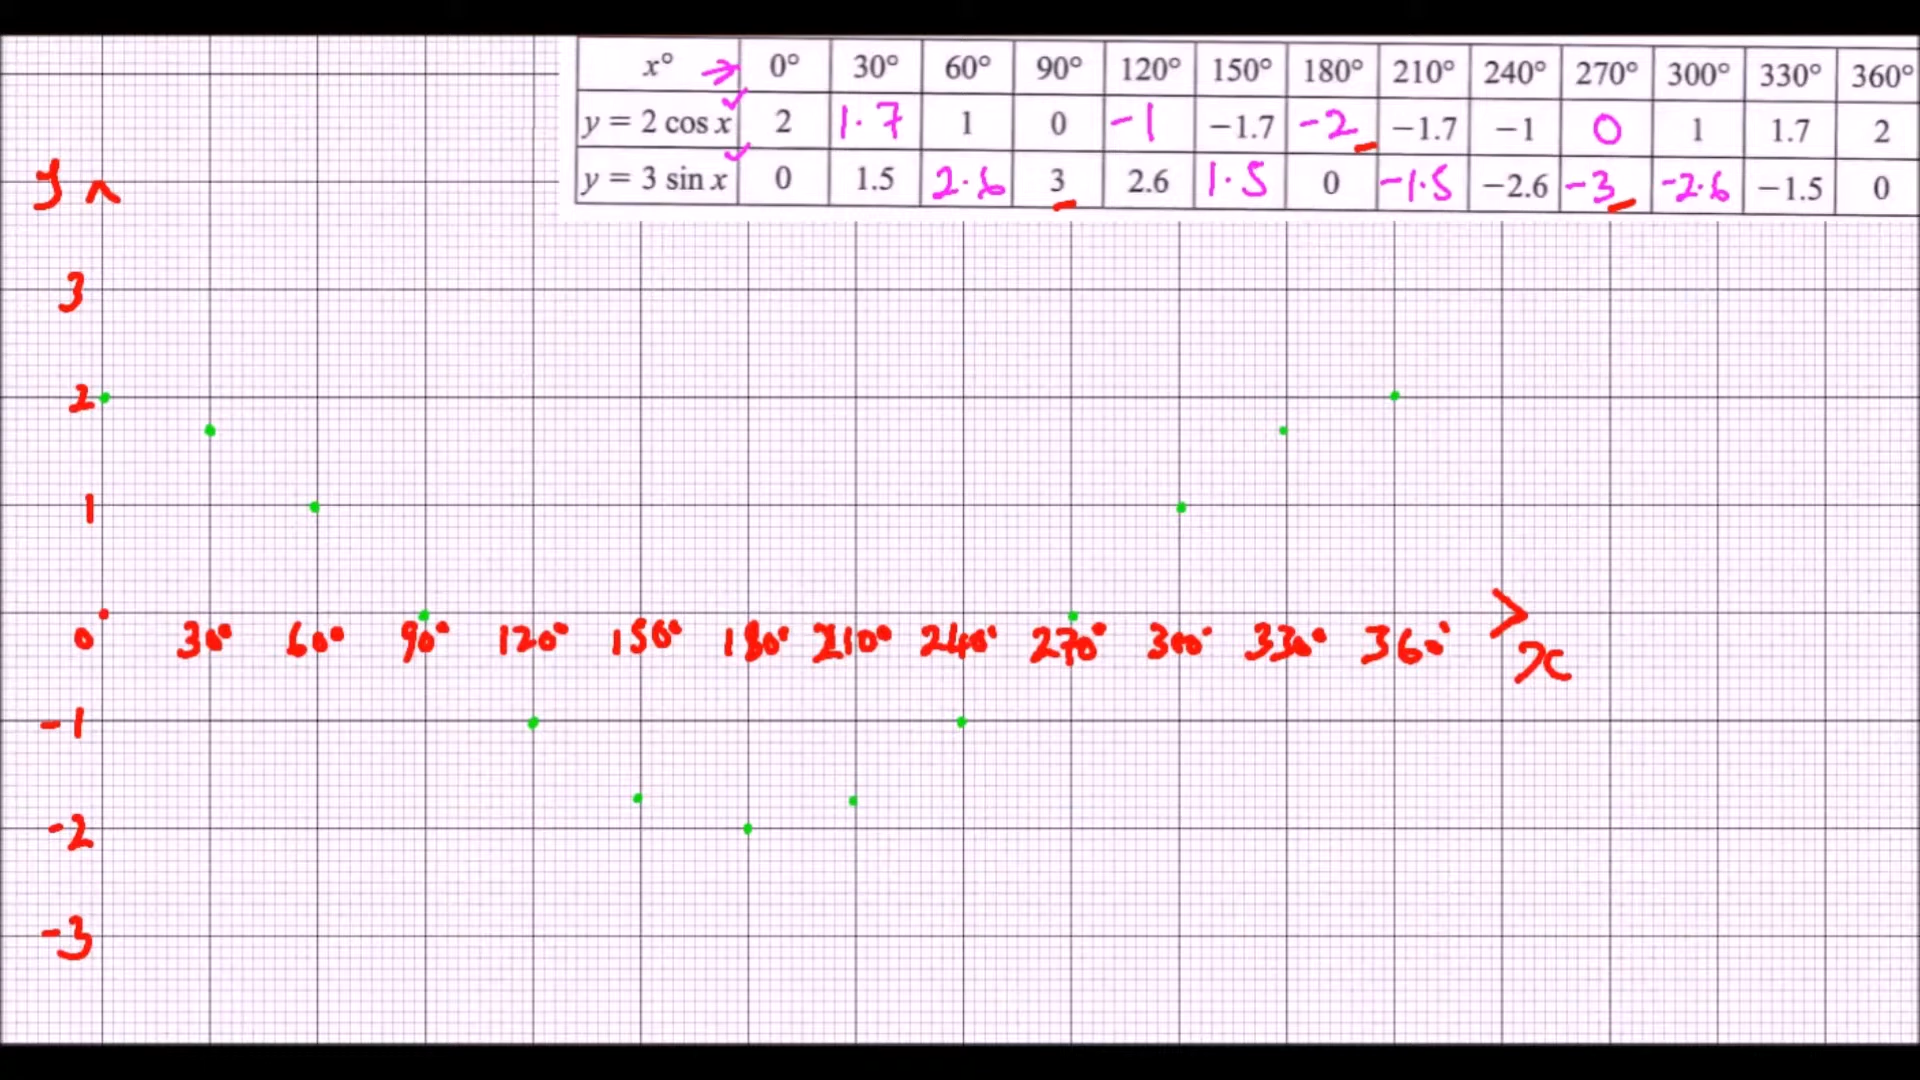 x° → 0° 30° 60° 90° 120° 150° 180° 210° 240° 270° 300° 330° 360°
y = 2 cos x 2 1.7 1 0 -1 −1.7 -2 −1.7 −1 0 1 1.7 2
y = 3 sin x 0 1.5 2.6 3 2.6 1.5 0 -1.5 −2.6 -3 -2.6 −1.5 0
y
3
2
1
0 30° 60° 90° 120° 150° 180° 210° 240° 270° 300° 330° 360°
x
-1
-2
-3